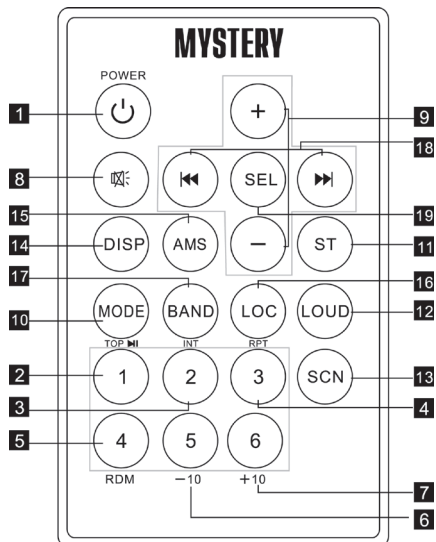 MYSTERY
POWER
1
+
9
18
8
SEL
15
19
14 DISP AMS − ST 11
17
16
10 MODE BAND LOC LOUD 12
TOP INT RPT
2 1 2 3 SCN 13
3 4
5 4 5 6
RDM −10 +10 7
6